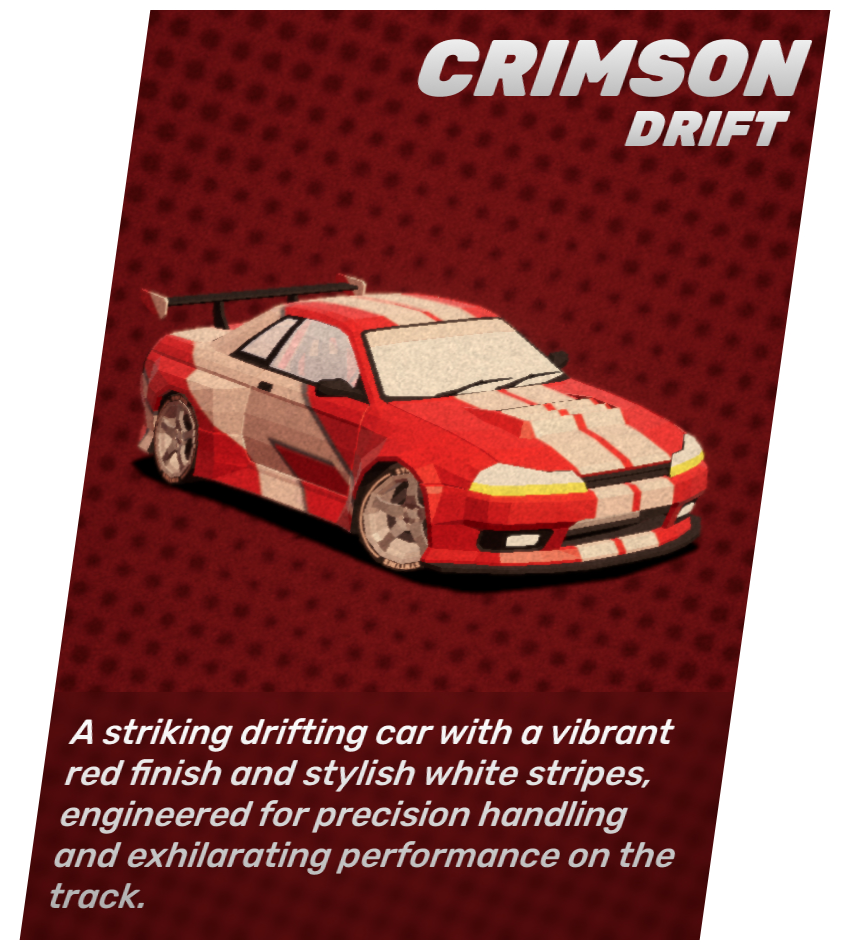 CRIMSON
DRIFT
A striking drifting car with a vibrant
red finish and stylish white stripes,
engineered for precision handling
and exhilarating performance on the
track.